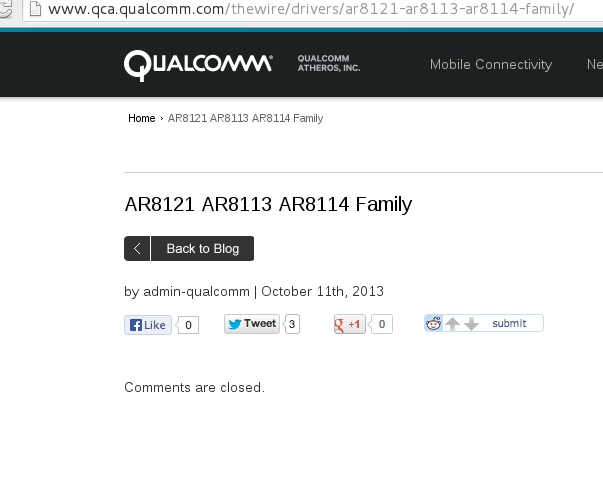 www.qca.qualcomm.com/thewire/drivers/ar8121-ar8113-ar8114-family/
QUALCOMM® QUALCOMM ATHEROS, INC. Mobile Connectivity Ne
Home › AR8121 AR8113 AR8114 Family
AR8121 AR8113 AR8114 Family
Back to Blog
by admin-qualcomm | October 11th, 2013
Like 0 Tweet 3 +1 0 submit
Comments are closed.